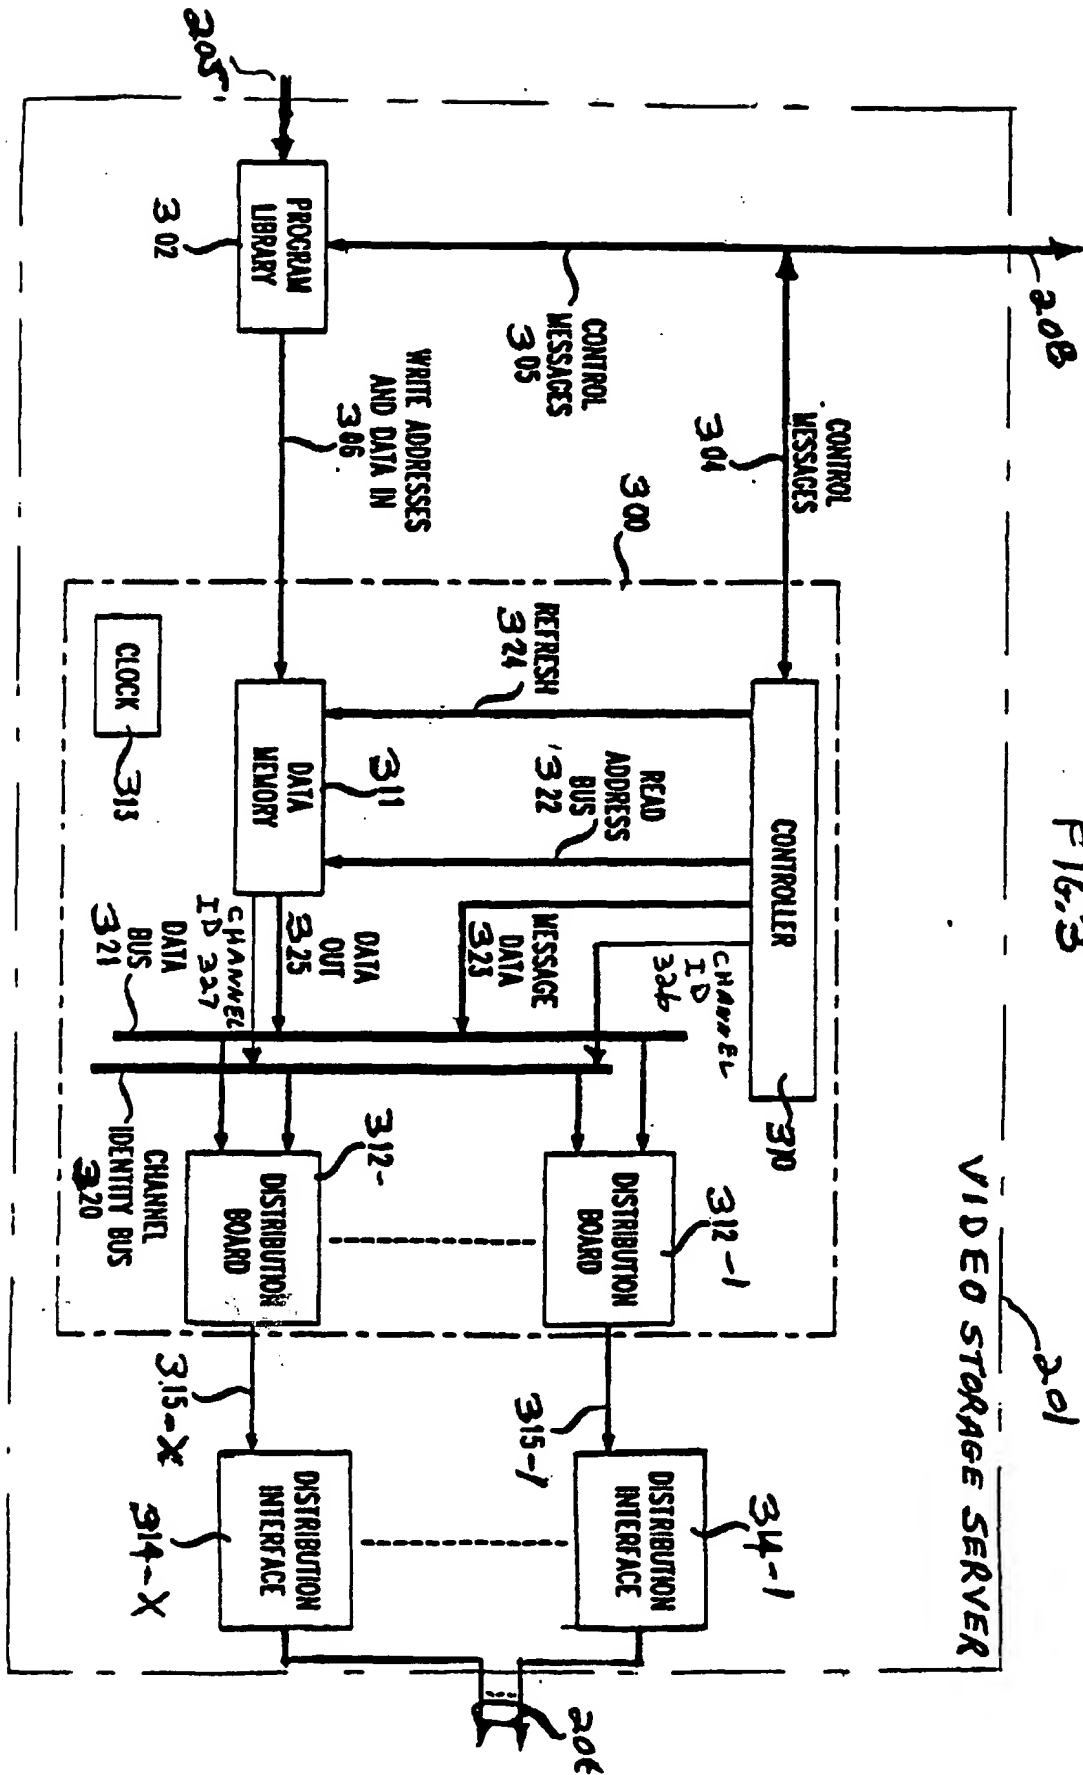 FIG.3
VIDEO STORAGE SERVER
201
208
205
PROGRAM
LIBRARY
302
CONTROL
MESSAGES
305
CONTROL
MESSAGES
304
WRITE ADDRESSES
AND DATA IN
306
300
CONTROLLER
310
REFRESH
324
READ
ADDRESS
BUS
322
MESSAGE
DATA
323
CHANNEL
ID
326
DATA
MEMORY
311
CLOCK
313
DATA
OUT
325
CHANNEL
ID 327
DATA
BUS
321
CHANNEL
IDENTITY BUS
320
DISTRIBUTION
BOARD
312-1
DISTRIBUTION
BOARD
312-
315-1
315-X
DISTRIBUTION
INTERFACE
314-1
DISTRIBUTION
INTERFACE
314-X